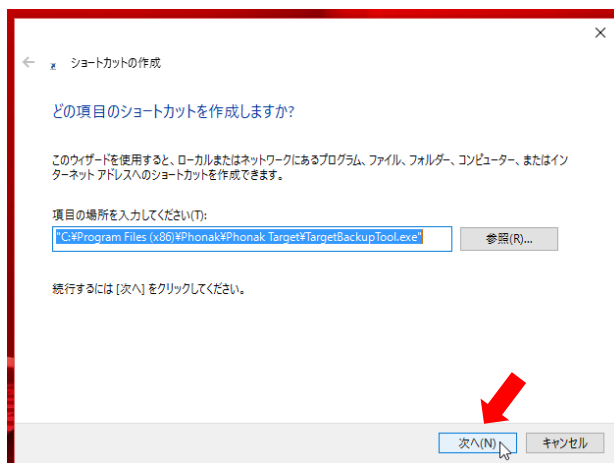 ショートカットの作成
どの項目のショートカットを作成しますか?
このウィザードを使用すると、ローカルまたはネットワークにあるプログラム、ファイル、フォルダー、コンピューター、またはイン
ターネット アドレスへのショートカットを作成できます。
項目の場所を入力してください(T):
"C:¥Program Files (x86)¥Phonak¥Phonak Target¥TargetBackupTool.exe"
参照(R)...
続行するには [次へ] をクリックしてください。
次へ(N)
キャンセル